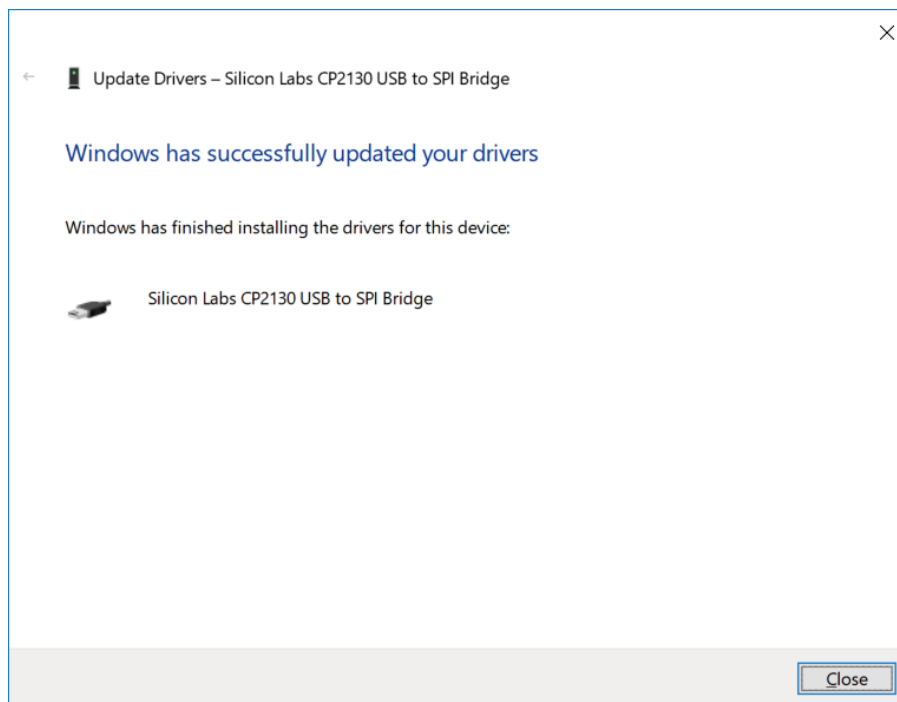 Update Drivers – Silicon Labs CP2130 USB to SPI Bridge
Windows has successfully updated your drivers
Windows has finished installing the drivers for this device:
Silicon Labs CP2130 USB to SPI Bridge
Close